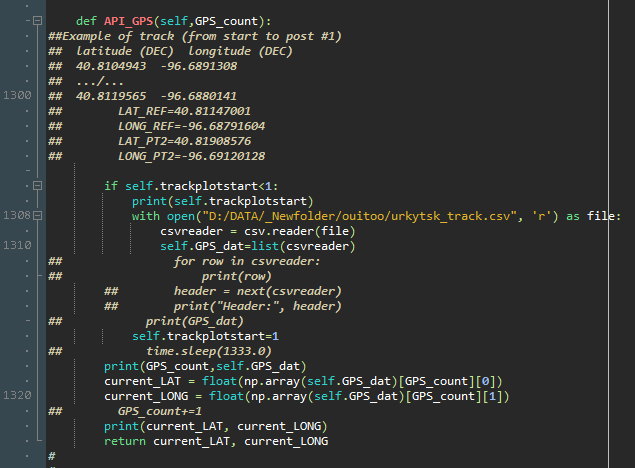 def API_GPS(self,GPS_count):
##Example of track (from start to post #1)
##  latitude (DEC)  longitude (DEC)
##  40.8104943  -96.6891308
##  .../...
1300 ##  40.8119565  -96.6880141
##        LAT_REF=40.81147001
##        LONG_REF=-96.68791604
##        LAT_PT2=40.81908576
##        LONG_PT2=-96.69120128
if self.trackplotstart<1:
print(self.trackplotstart)
1308 with open("D:/DATA/_Newfolder/ouitoo/urkytsk_track.csv", 'r') as file:
csvreader = csv.reader(file)
1310 self.GPS_dat=list(csvreader)
##                for row in csvreader:
##                    print(row)
##        header = next(csvreader)
##        print("Header:", header)
##            print(GPS_dat)
self.trackplotstart=1
##            time.sleep(1333.0)
print(GPS_count,self.GPS_dat)
current_LAT = float(np.array(self.GPS_dat)[GPS_count][0])
1320 current_LONG = float(np.array(self.GPS_dat)[GPS_count][1])
##        GPS_count+=1
print(current_LAT, current_LONG)
return current_LAT, current_LONG
#